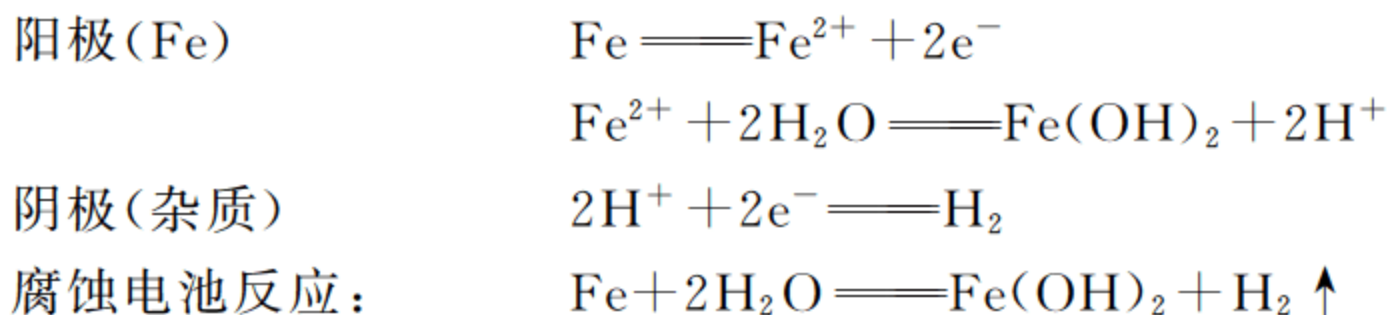 阳极(Fe) Fe══Fe²⁺+2e⁻
Fe²⁺+2H₂O══Fe(OH)₂+2H⁺
阴极(杂质) 2H⁺+2e⁻══H₂
腐蚀电池反应: Fe+2H₂O══Fe(OH)₂+H₂↑